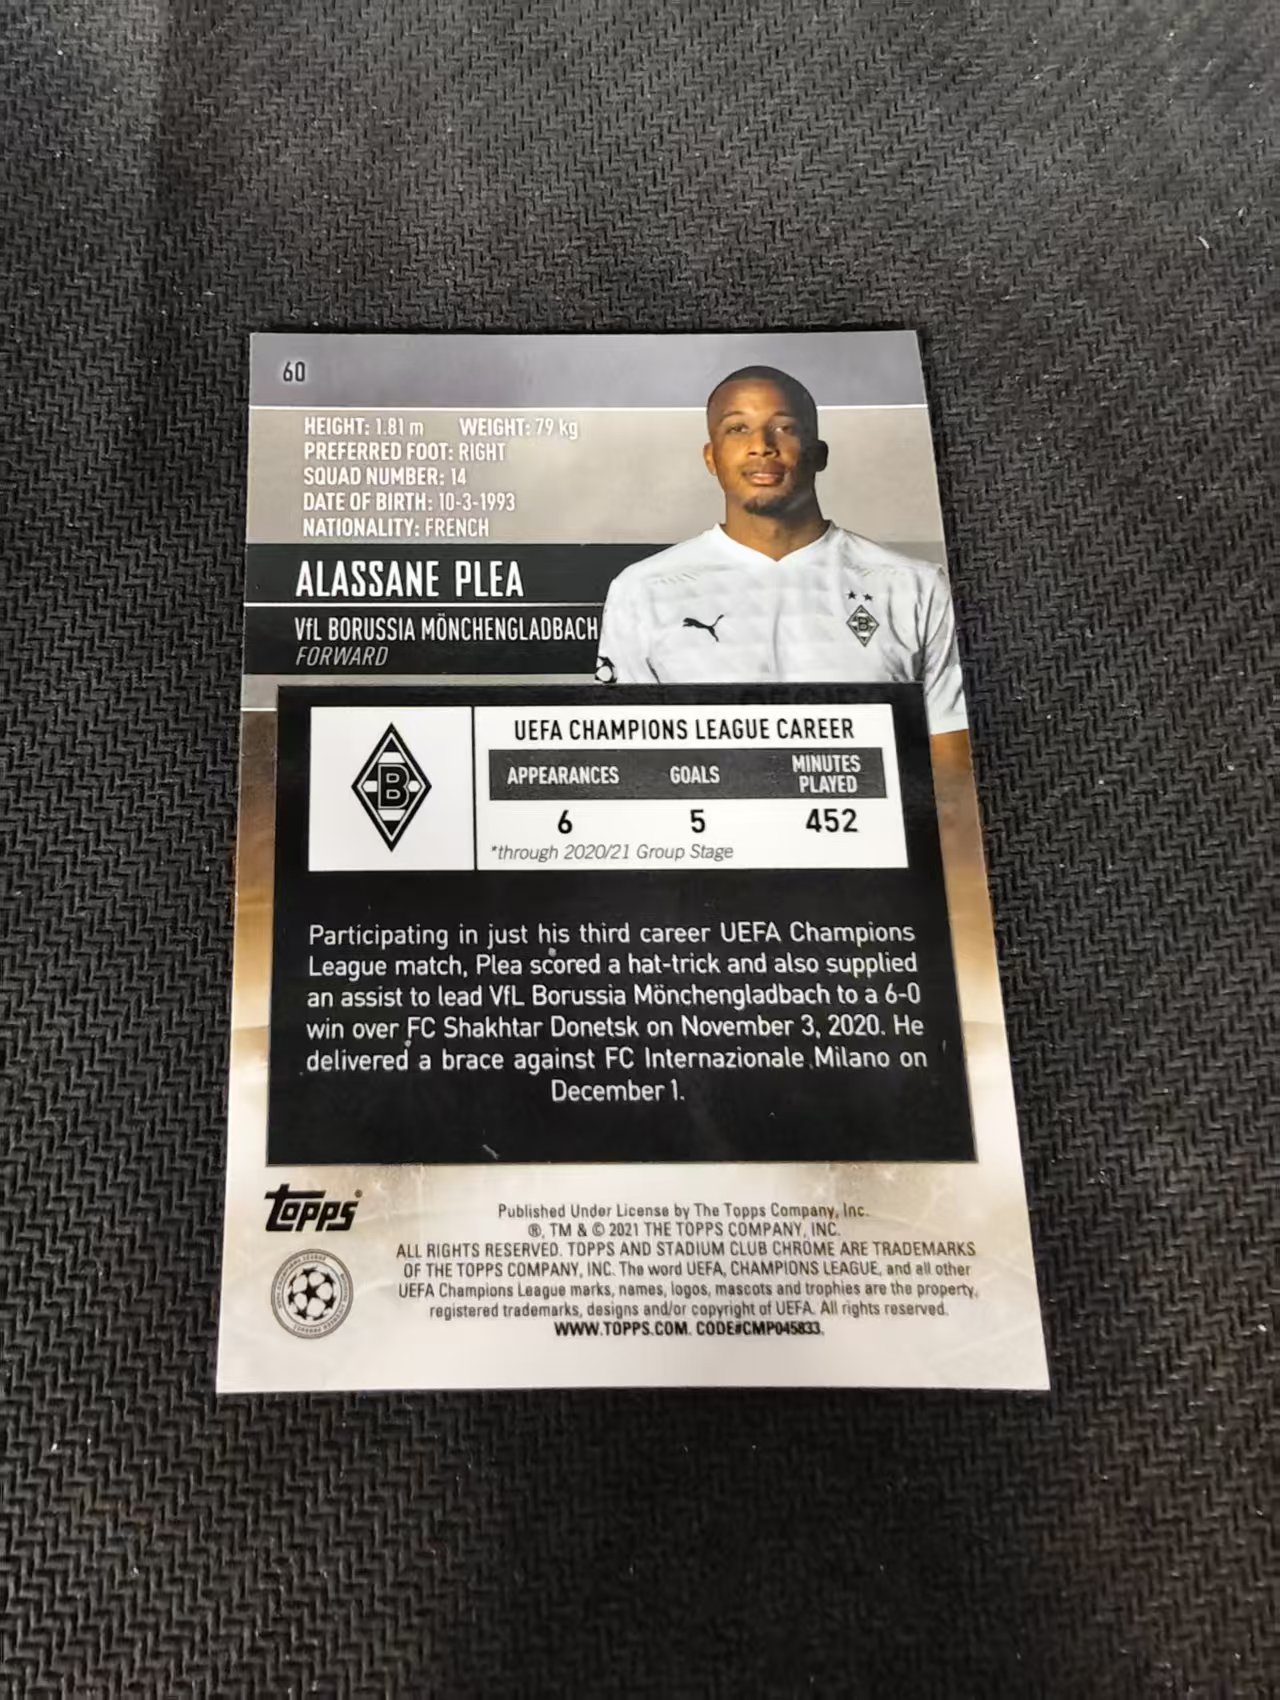 60
HEIGHT: 1.81 m WEIGHT: 79 kg
PREFERRED FOOT: RIGHT
SQUAD NUMBER: 14
DATE OF BIRTH: 10-3-1993
NATIONALITY: FRENCH
ALASSANE PLEA
VfL BORUSSIA MÖNCHENGLADBACH
FORWARD
B
B
UEFA CHAMPIONS LEAGUE CAREER
APPEARANCES GOALS MINUTES PLAYED
6 5 452
*through 2020/21 Group Stage
Participating in just his third career UEFA Champions
League match, Plea scored a hat-trick and also supplied
an assist to lead VfL Borussia Mönchengladbach to a 6-0
win over FC Shakhtar Donetsk on November 3, 2020. He
delivered a brace against FC Internazionale Milano on
December 1.
Topps®
Published Under License by The Topps Company, Inc.
®, TM & © 2021 THE TOPPS COMPANY, INC.
ALL RIGHTS RESERVED. TOPPS AND STADIUM CLUB CHROME ARE TRADEMARKS
OF THE TOPPS COMPANY, INC. The word UEFA, CHAMPIONS LEAGUE, and all other
UEFA Champions League marks, names, logos, mascots and trophies are the property,
registered trademarks, designs and/or copyright of UEFA. All rights reserved.
WWW.TOPPS.COM. CODE#CMP045833.